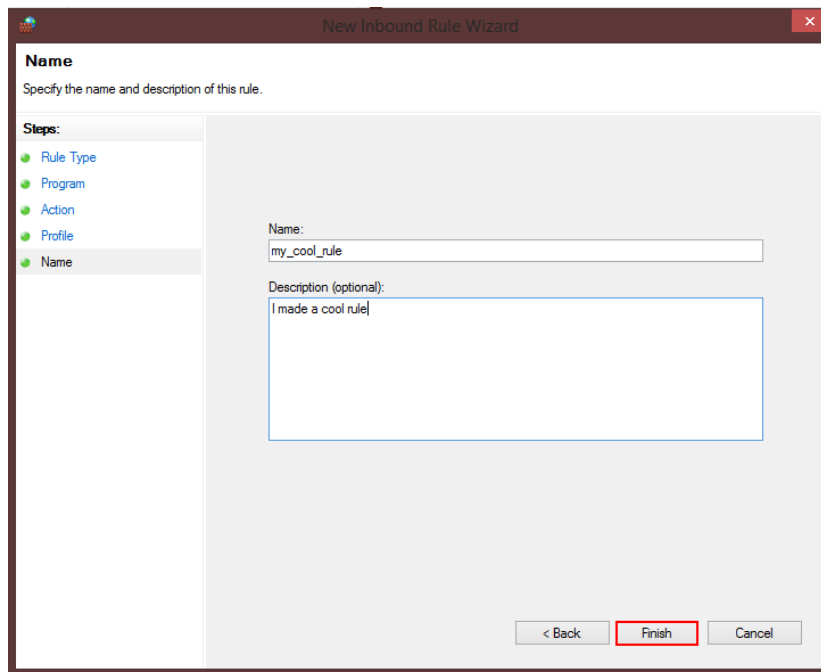 New Inbound Rule Wizard
Name
Specify the name and description of this rule.
Steps:
Rule Type
Program
Action
Profile
Name
Name:
my_cool_rule
Description (optional):
I made a cool rule
< Back
Finish
Cancel